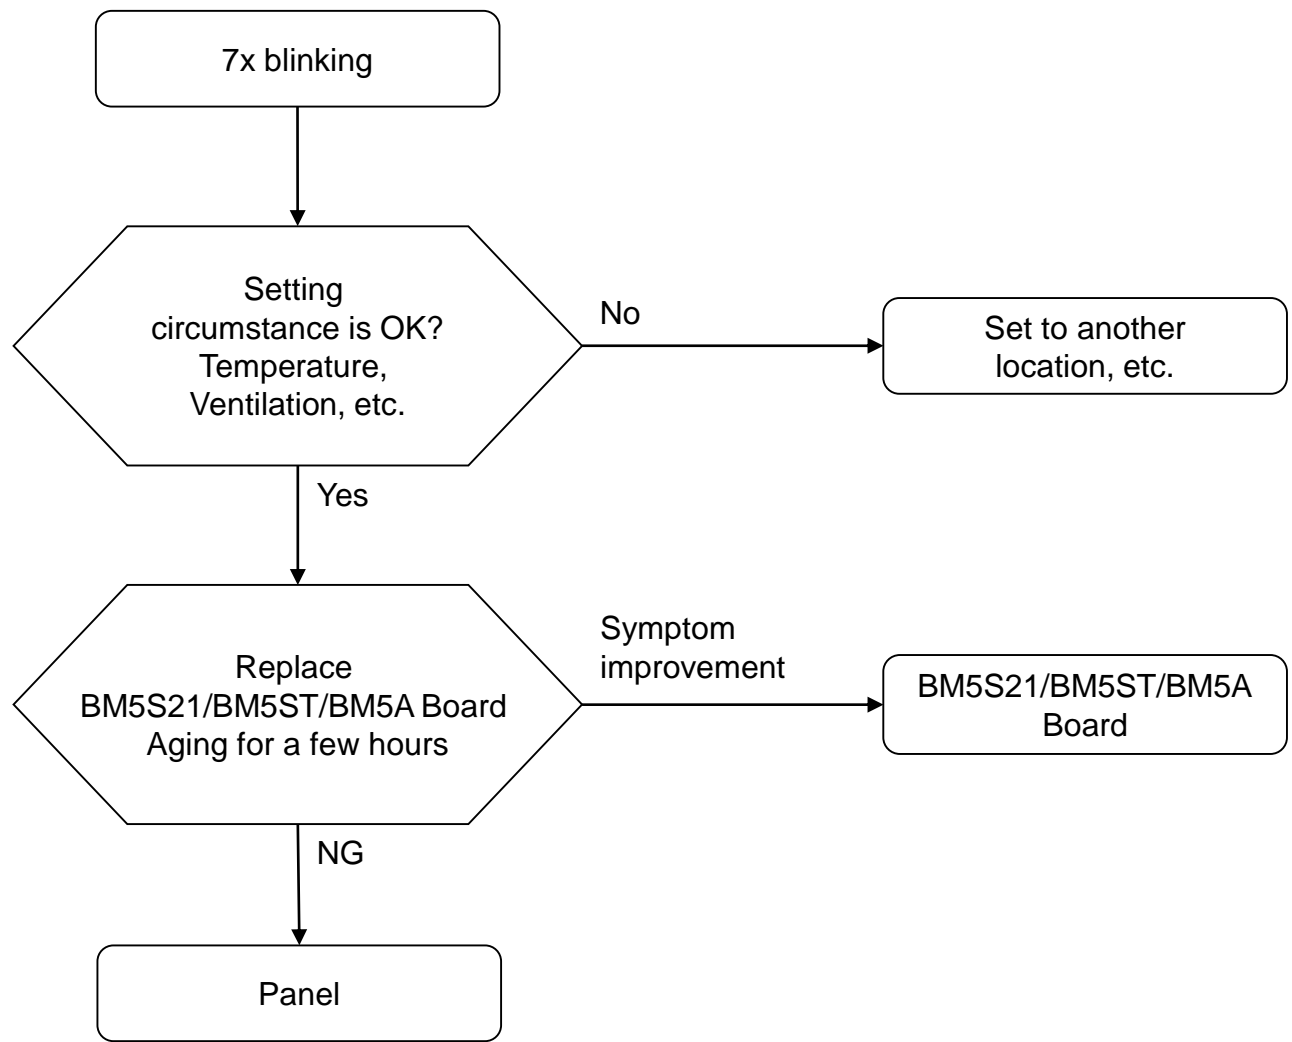 7x blinking
Setting
circumstance is OK?
Temperature,
Ventilation, etc.
No
Set to another
location, etc.
Yes
Replace
BM5S21/BM5ST/BM5A Board
Aging for a few hours
Symptom
improvement
BM5S21/BM5ST/BM5A
Board
NG
Panel